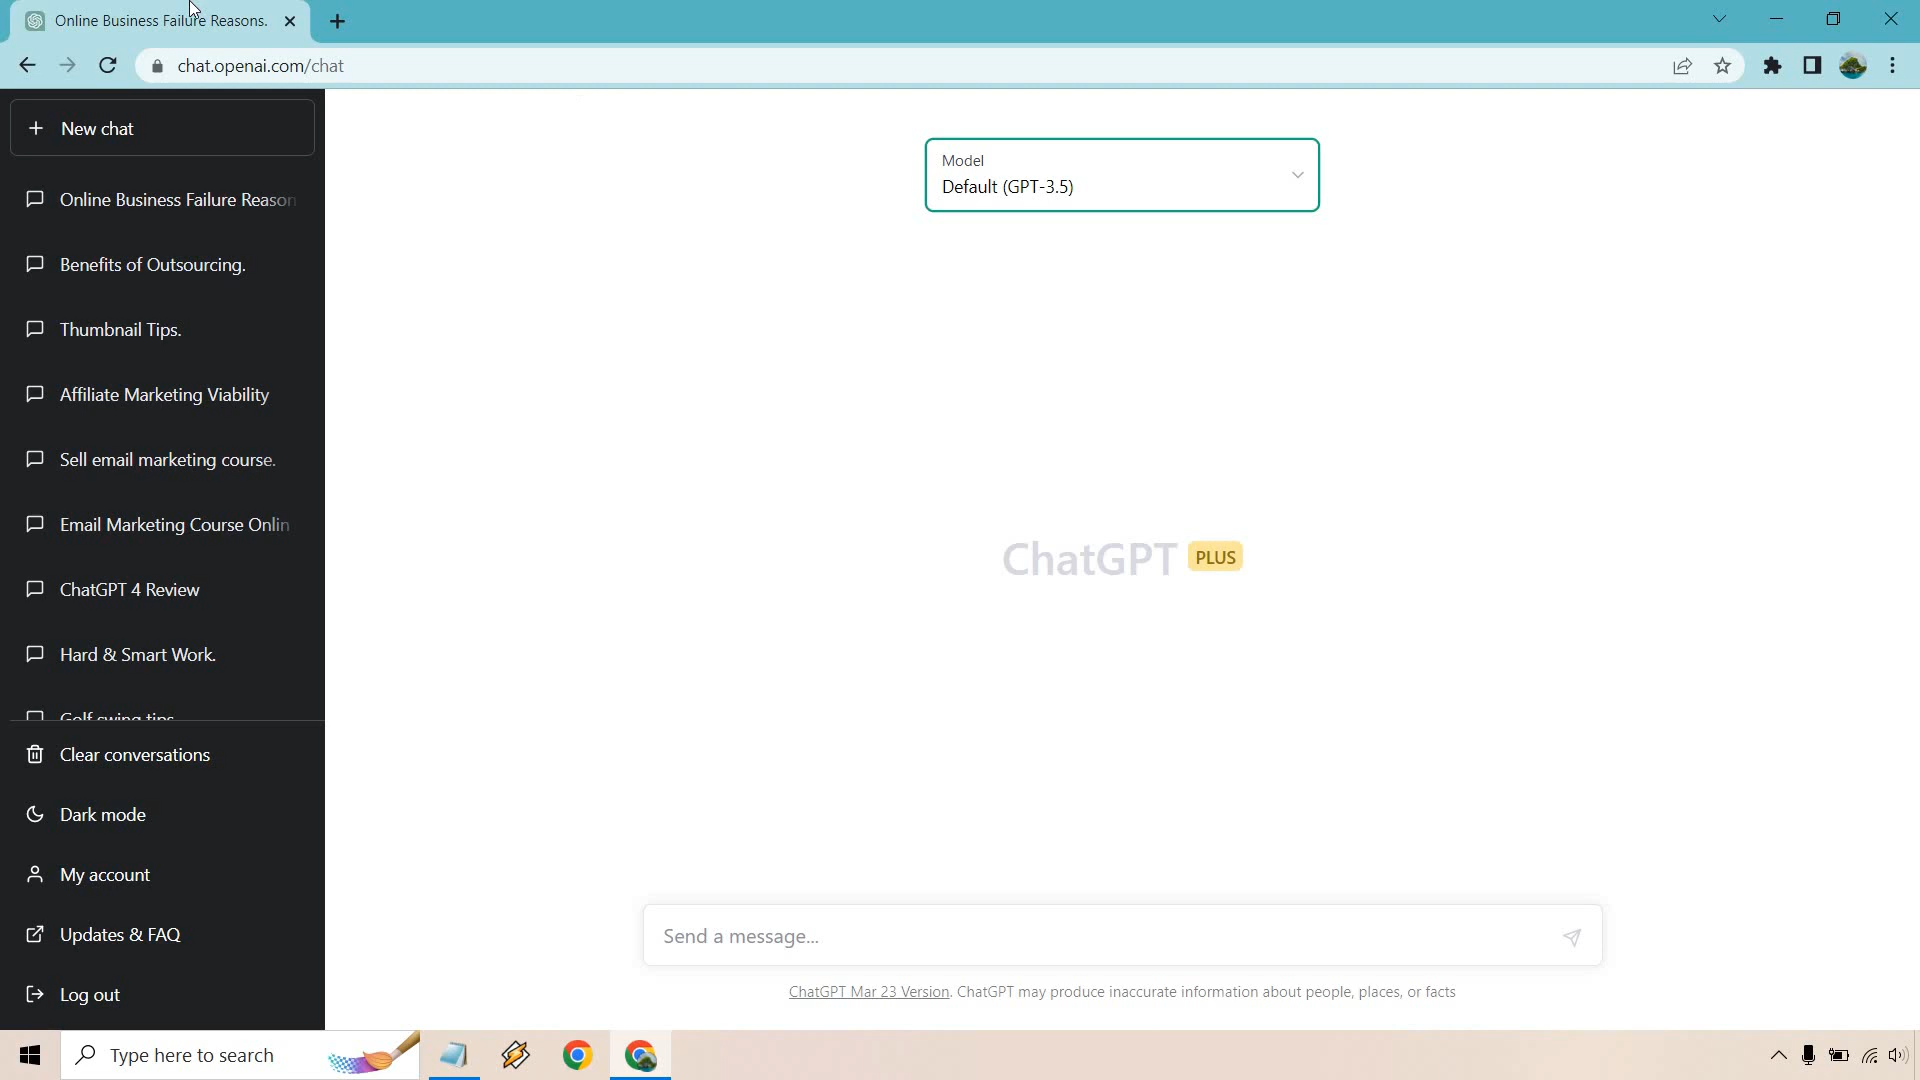 Online Business Failure Reasons.
chat.openai.com/chat
New chat
Online Business Failure Reason
Benefits of Outsourcing.
Thumbnail Tips.
Affiliate Marketing Viability
Sell email marketing course.
Email Marketing Course Onlin
ChatGPT 4 Review
Hard & Smart Work.
Golf swing tips
Clear conversations
Dark mode
My account
Updates & FAQ
Log out
Model
Default (GPT-3.5)
ChatGPT PLUS
Send a message...
ChatGPT Mar 23 Version. ChatGPT may produce inaccurate information about people, places, or facts
Type here to search